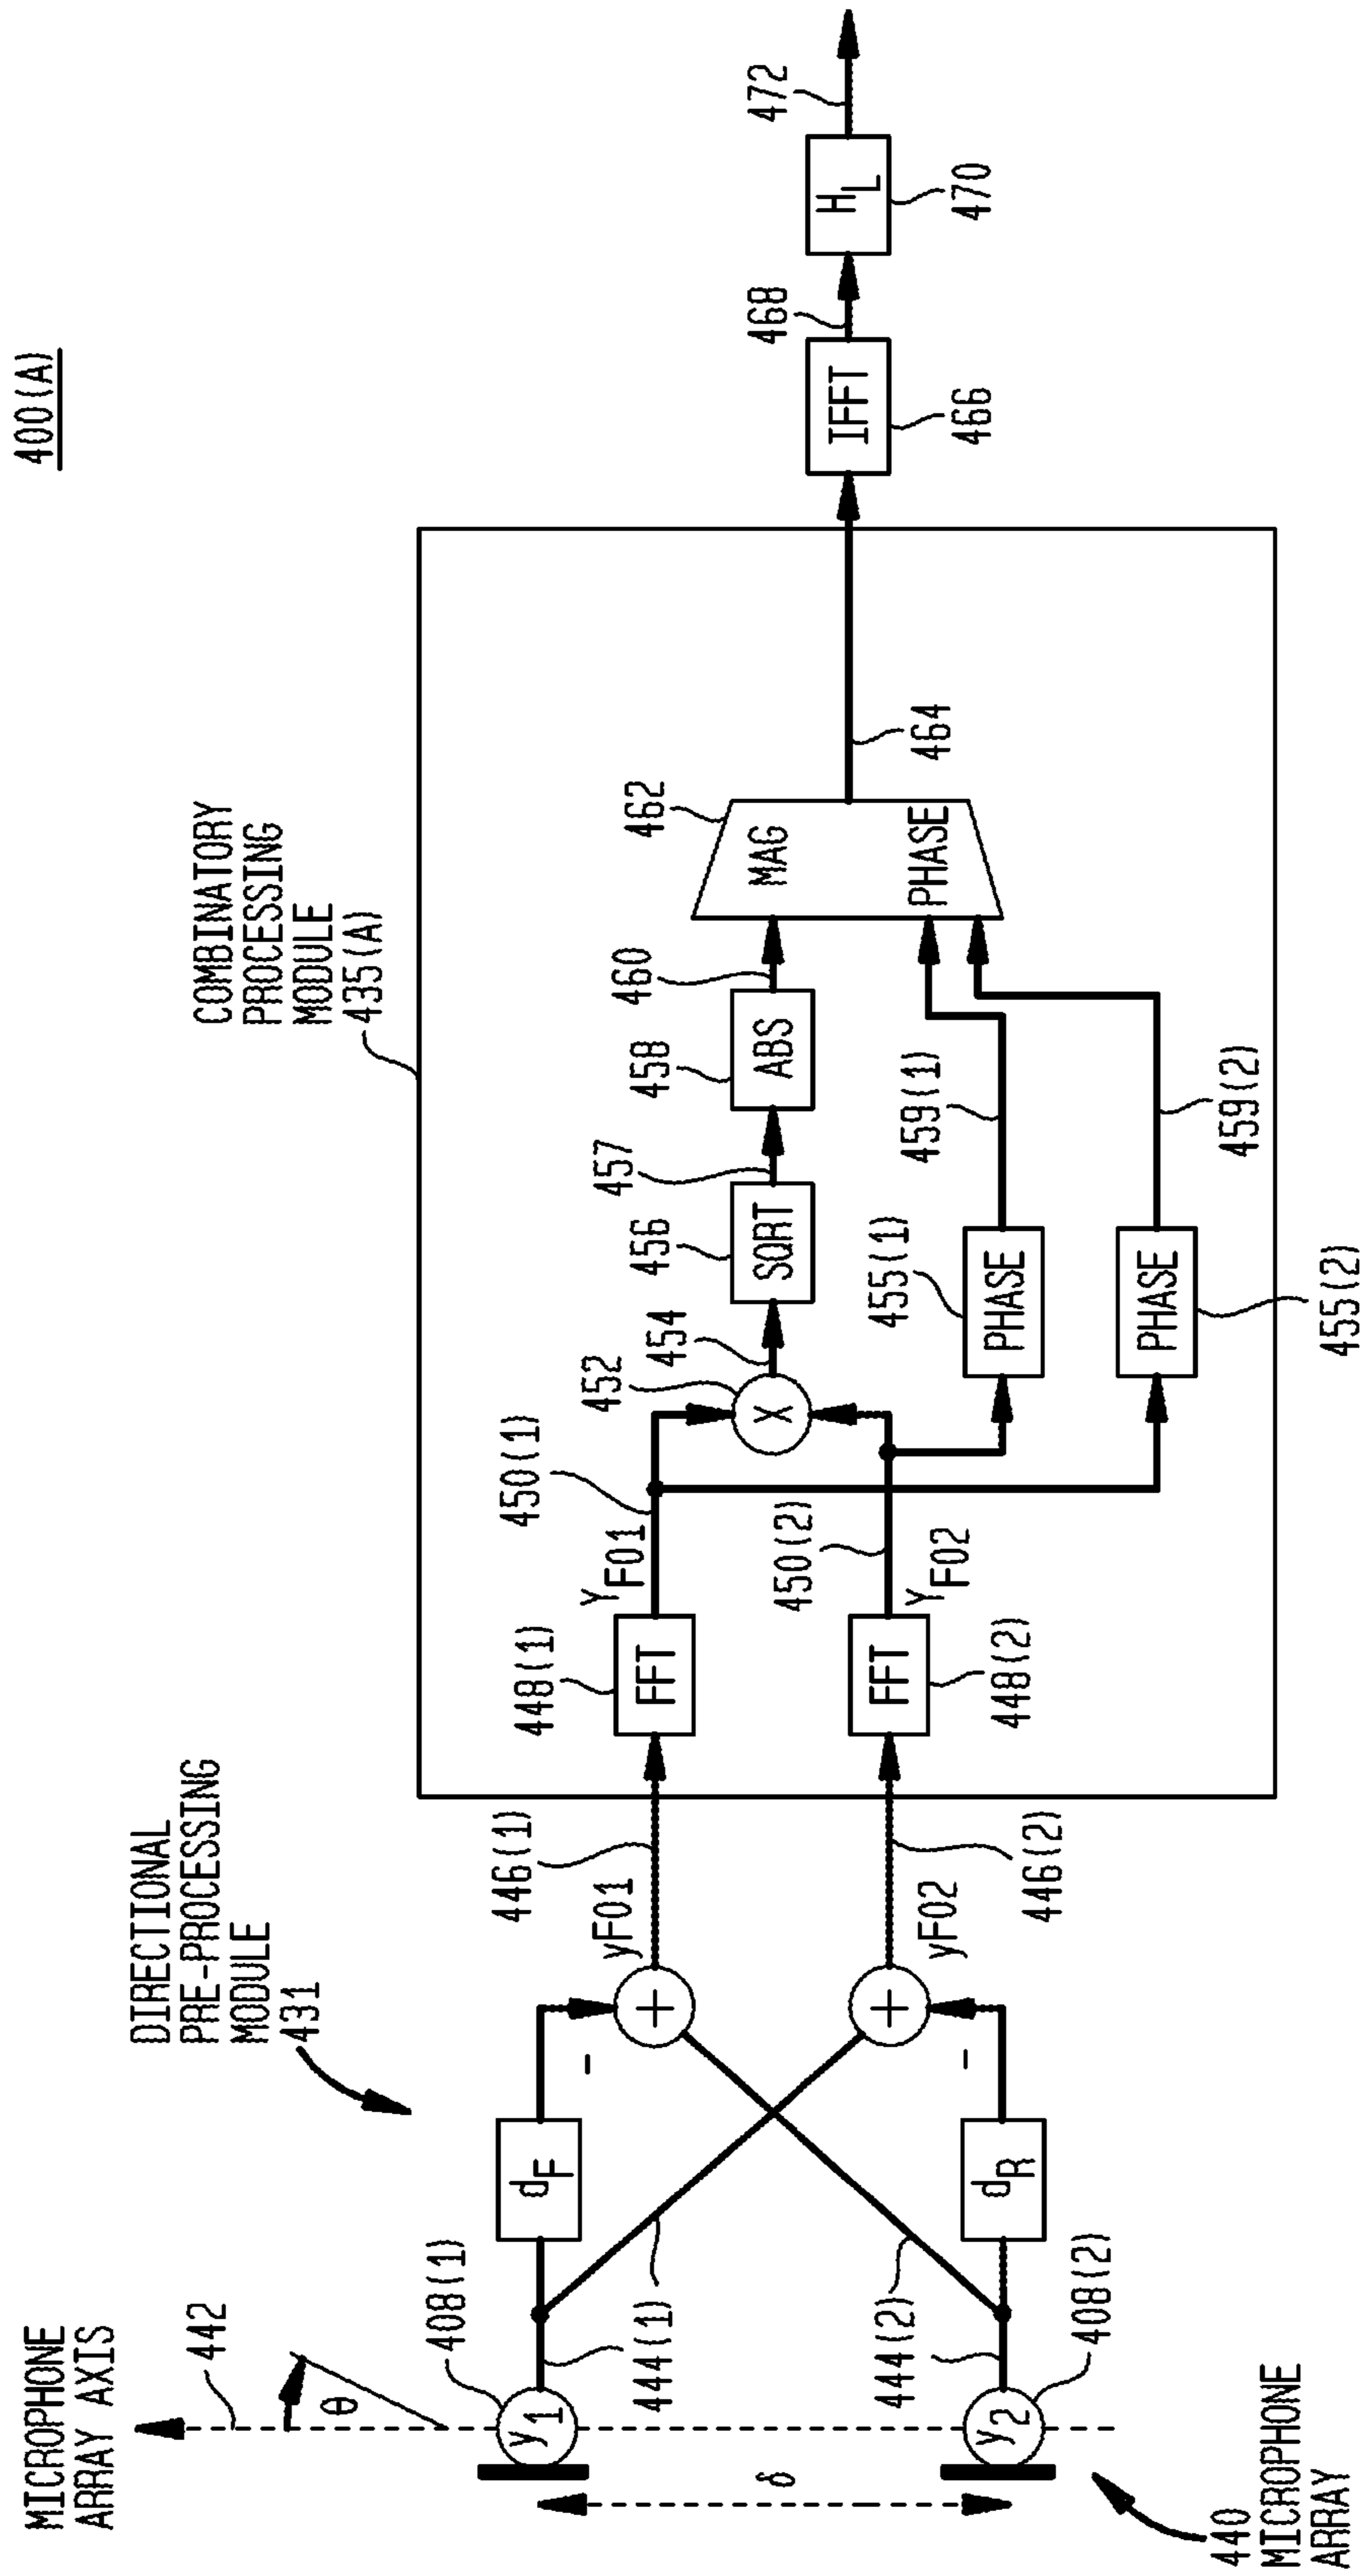 400(A)
MICROPHONE
ARRAY AXIS
442
θ
408(1)
y1
δ
y2
408(2)
440
MICROPHONE
ARRAY
444(1)
444(2)
DIRECTIONAL
PRE-PROCESSING
MODULE
431
dF
dR
-
-
+
+
yF01
yF02
446(1)
446(2)
COMBINATORY
PROCESSING
MODULE
435(A)
448(1)
FFT
FFT
448(2)
YF01
450(1)
450(2)
YF02
452
X
454
456
SQRT
457
458
ABS
460
455(1)
PHASE
459(1)
PHASE
455(2)
459(2)
462
MAG
PHASE
464
IFFT
466
468
HL
470
472